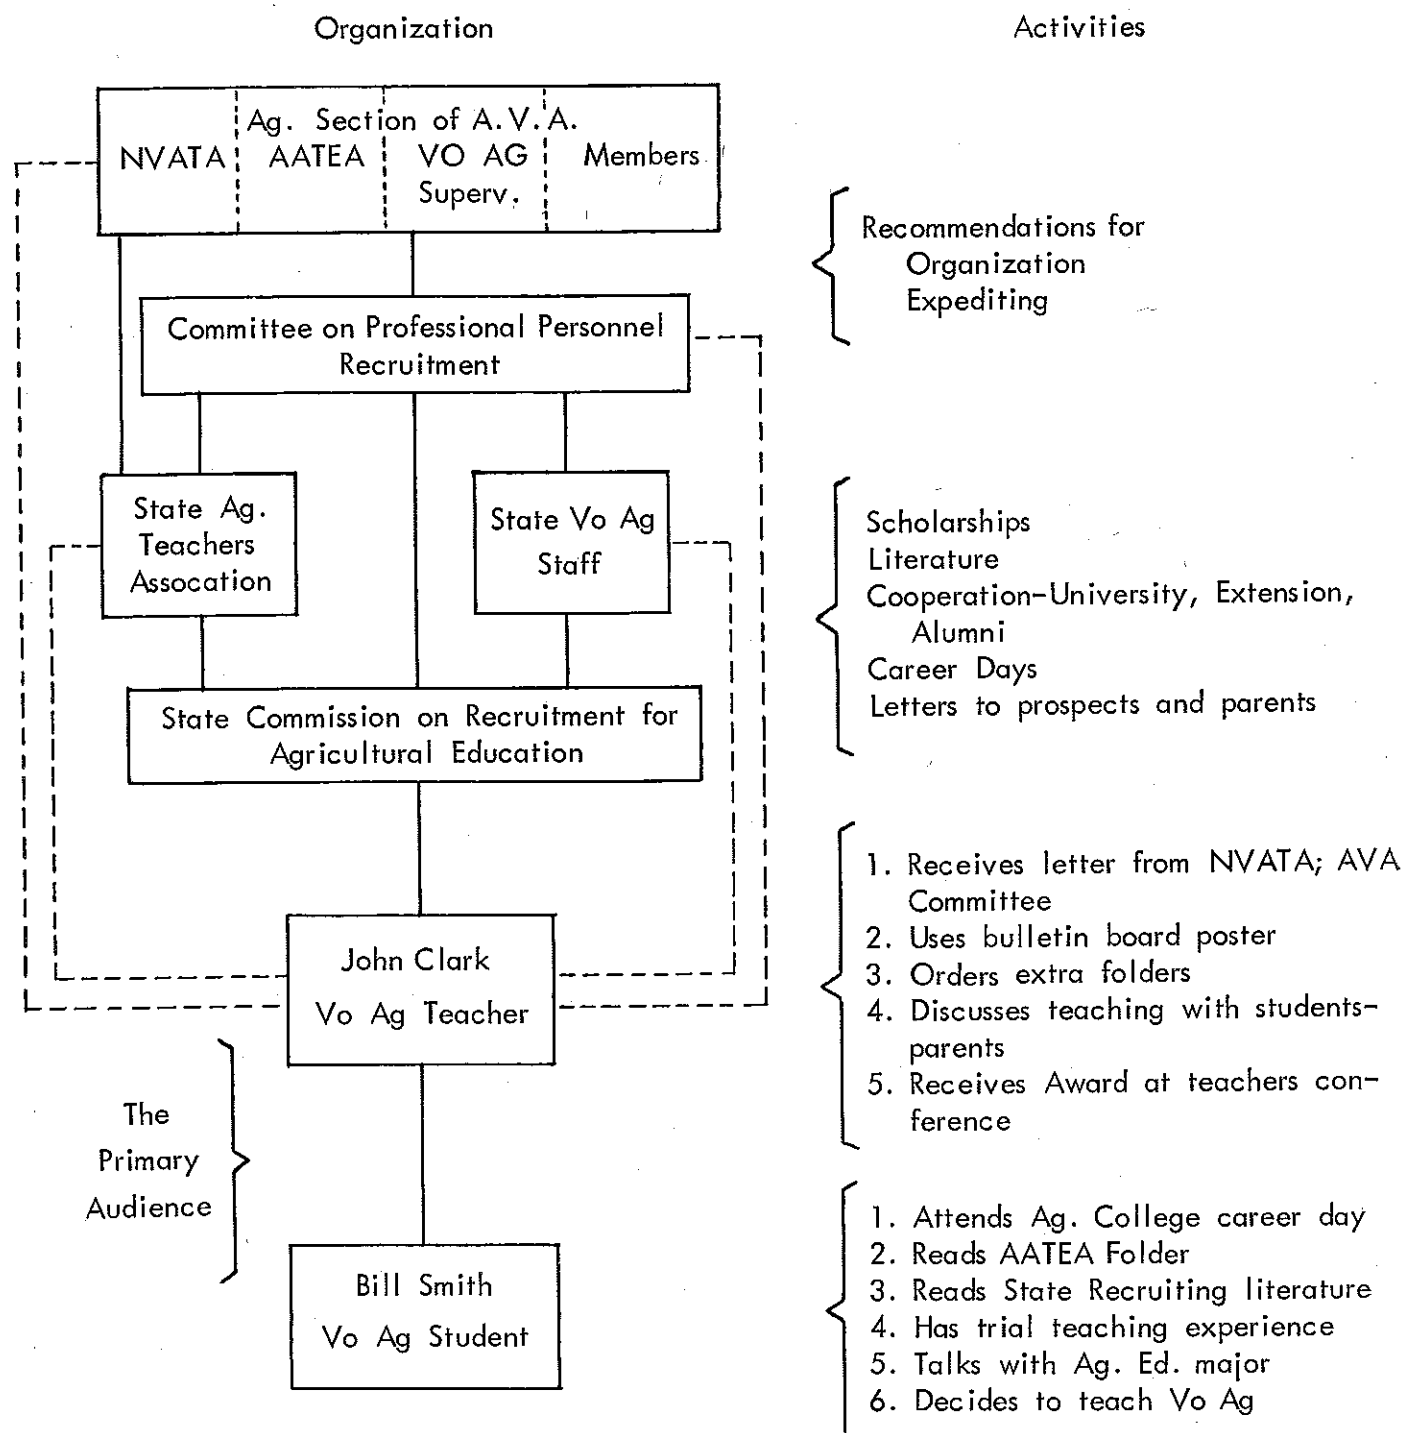 Organization
Activities
Ag. Section of A.V.A.
NVATA AATEA VO AG Members
Superv.
Recommendations for
Organization
Expediting
Committee on Professional Personnel
Recruitment
State Ag.
Teachers
Assocation
State Vo Ag
Staff
Scholarships
Literature
Cooperation-University, Extension,
Alumni
Career Days
Letters to prospects and parents
State Commission on Recruitment for
Agricultural Education
John Clark
Vo Ag Teacher
1. Receives letter from NVATA; AVA
Committee
2. Uses bulletin board poster
3. Orders extra folders
4. Discusses teaching with students-
parents
5. Receives Award at teachers con-
ference
The
Primary
Audience
Bill Smith
Vo Ag Student
1. Attends Ag. College career day
2. Reads AATEA Folder
3. Reads State Recruiting literature
4. Has trial teaching experience
5. Talks with Ag. Ed. major
6. Decides to teach Vo Ag